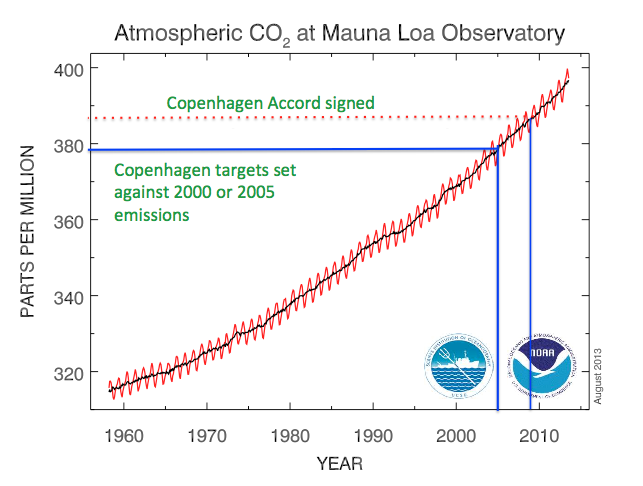 Atmospheric CO2 at Mauna Loa Observatory
400
Copenhagen Accord signed
380
Copenhagen targets set
against 2000 or 2005
emissions
360
PARTS PER MILLION
340
320
NOAA
August 2013
1960 1970 1980 1990 2000 2010
YEAR